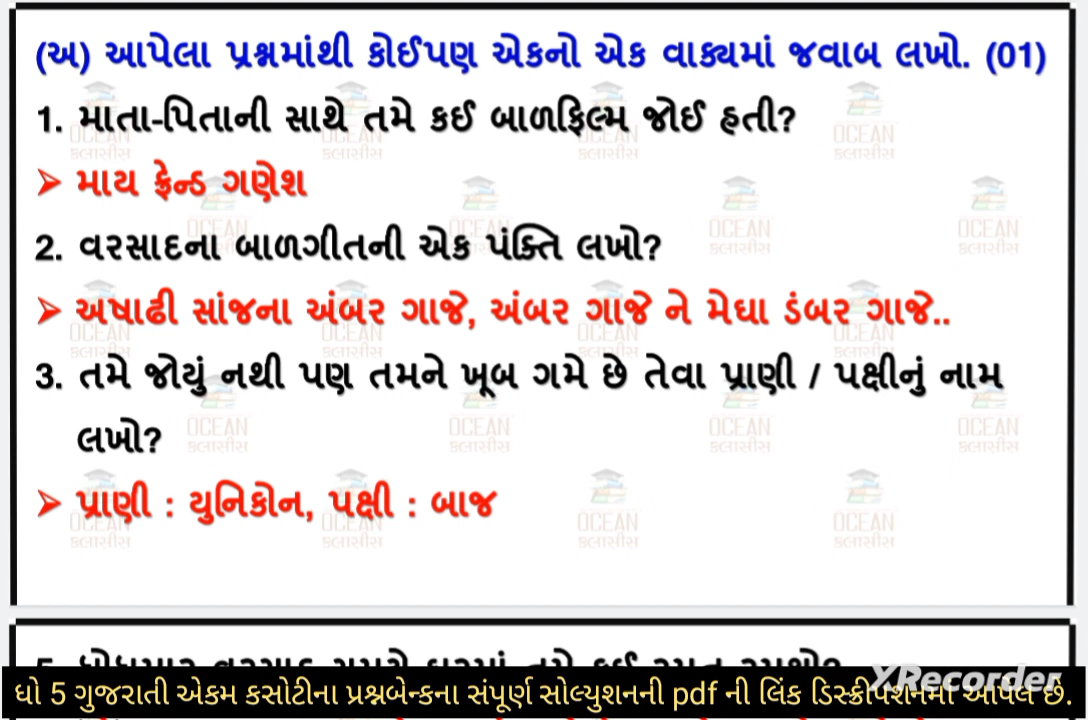 (અ) આપેલા પ્રશ્નમાંથી કોઈપણ એકનો એક વાક્યમાં જવાબ લખો. (01)
1. માતા-પિતાની સાથે તમે કઈ બાળફિલ્મ જોઈ હતી?
➤ માય ફ્રેન્ડ ગણેશ
2. વરસાદના બાળગીતની એક પંક્તિ લખો?
➤ અષાઢી સાંજના અંબર ગાજે, અંબર ગાજે ને મેઘા ડંબર ગાજે..
3. તમે જોયું નથી પણ તમને ખૂબ ગમે છે તેવા પ્રાણી / પક્ષીનું નામ
લખો?
➤ પ્રાણી : યુનિકોન, પક્ષી : બાજ
OCEAN
ક્લાસીસ
XRecorder
ધો 5 ગુજરાતી એકમ કસોટીના પ્રશ્નબેન્કના સંપૂર્ણ સોલ્યુશનની pdf ની લિંક ડિસ્ક્રીપશનમાં આપેલ છે.